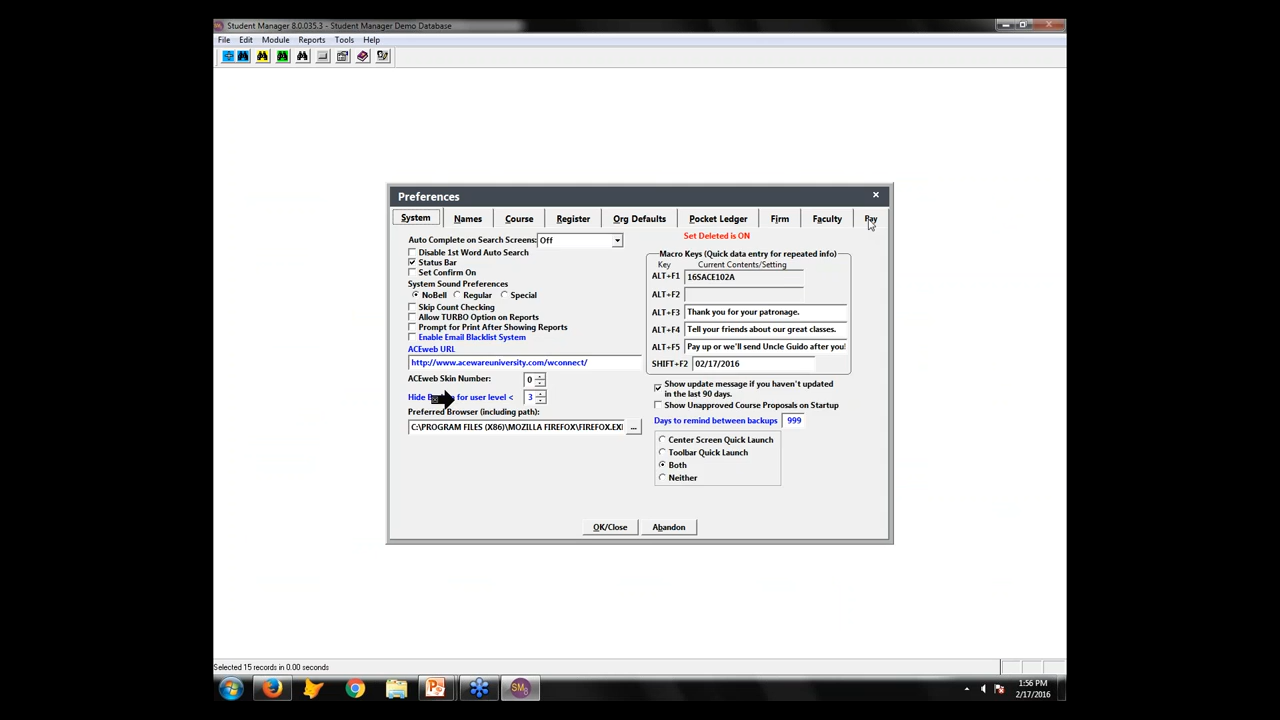 Student Manager 8.0.035.3 - Student Manager Demo Database
File Edit Module Reports Tools Help
Preferences
System Names Course Register Org Defaults Pocket Ledger Firm Faculty Pay
Set Deleted is ON
Auto Complete on Search Screens: Off
Disable 1st Word Auto Search
Status Bar
Set Confirm On
System Sound Preferences
NoBell Regular Special
Skip Count Checking
Allow TURBO Option on Reports
Prompt for Print After Showing Reports
Enable Email Blacklist System
ACEweb URL
http://www.acewareuniversity.com/wconnect/
ACEweb Skin Number: 0
Hide for user level < 3
Preferred Browser (including path):
C:\PROGRAM FILES (X86)\MOZILLA FIREFOX\FIREFOX.EXI ...
Macro Keys (Quick data entry for repeated info)
Key Current Contents/Setting
ALT+F1 16SACE102A
ALT+F2
ALT+F3 Thank you for your patronage.
ALT+F4 Tell your friends about our great classes.
ALT+F5 Pay up or we'll send Uncle Guido after you!
SHIFT+F2 02/17/2016
Show update message if you haven't updated
in the last 90 days.
Show Unapproved Course Proposals on Startup
Days to remind between backups 999
Center Screen Quick Launch
Toolbar Quick Launch
Both
Neither
OK/Close Abandon
Selected 15 records in 0.00 seconds
SM8
1:56 PM
2/17/2016